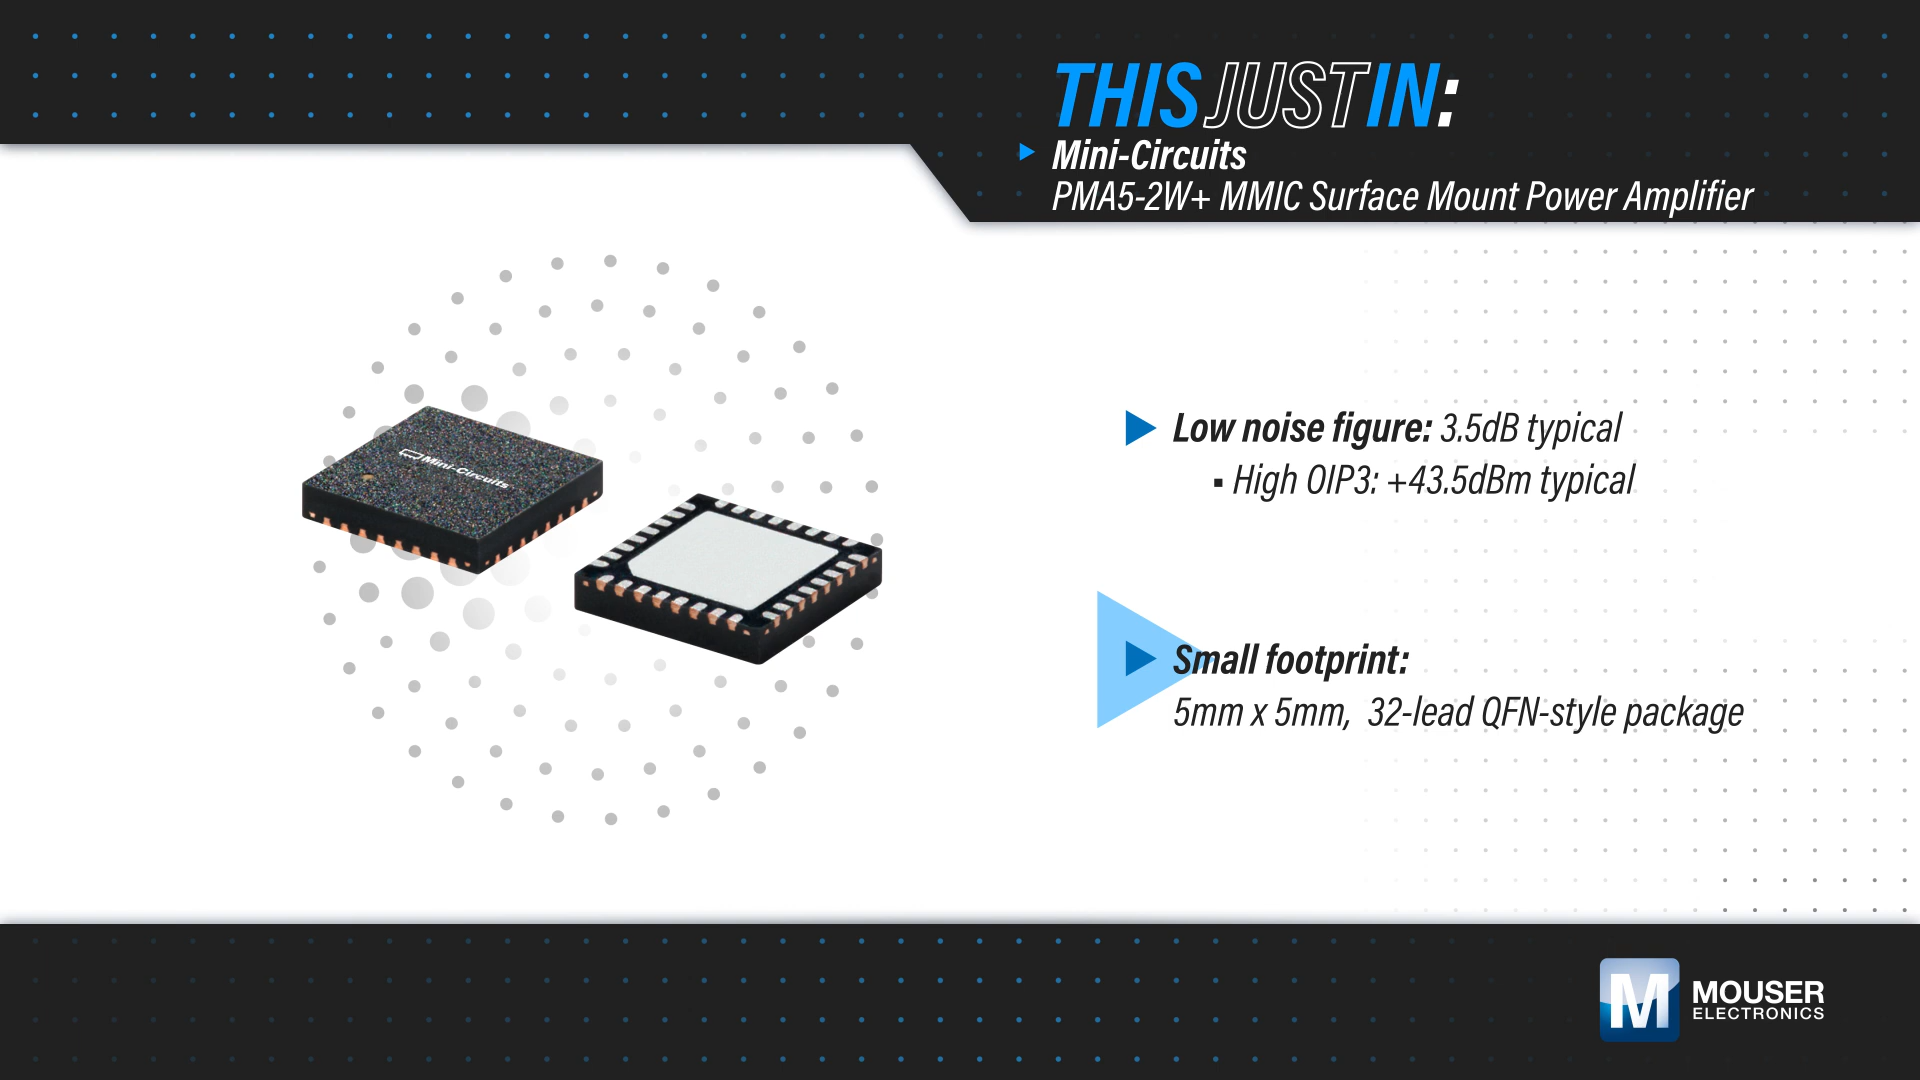 THIS JUST IN:
Mini-Circuits
PMA5-2W+ MMIC Surface Mount Power Amplifier
Mini-Circuits
Low noise figure: 3.5dB typical
▪ High OIP3: +43.5dBm typical
Small footprint:
5mm x 5mm, 32-lead QFN-style package
M
MOUSER
ELECTRONICS